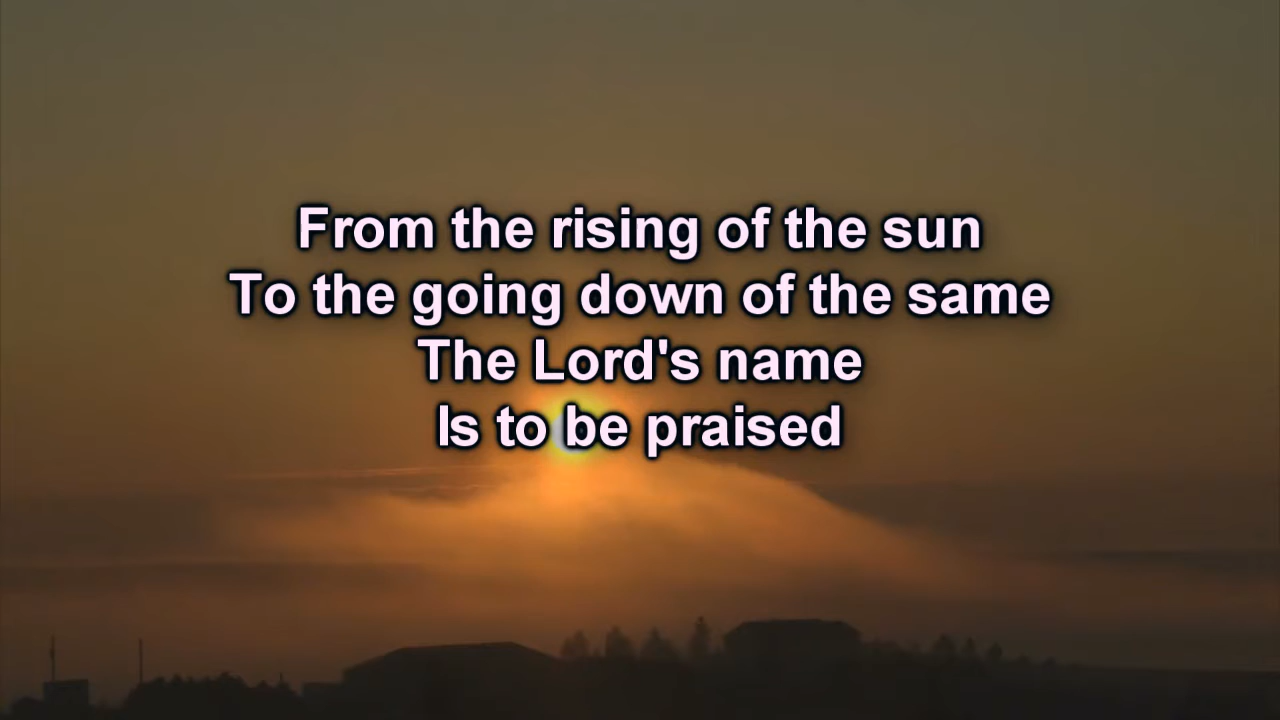 From the rising of the sun
To the going down of the same
The Lord's name
Is to be praised